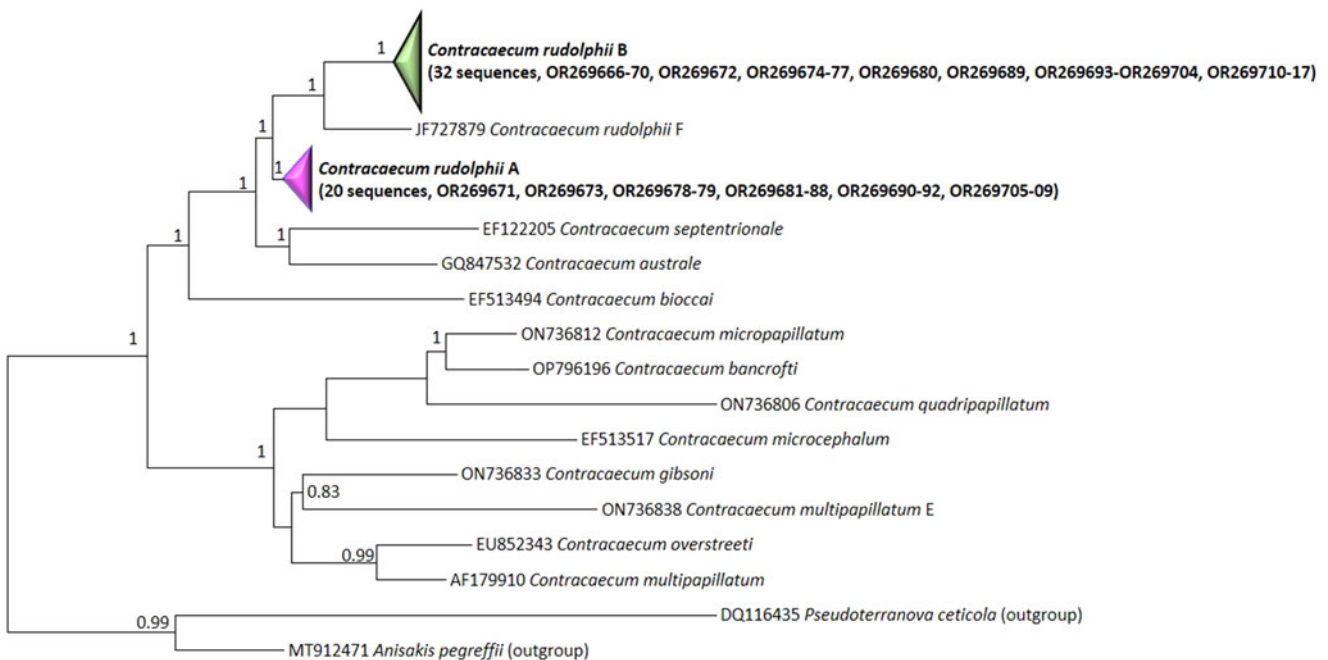 1
Contracaecum rudolphii B
(32 sequences, OR269666-70, OR269672, OR269674-77, OR269680, OR269689, OR269693-OR269704, OR269710-17)
1
JF727879 Contracaecum rudolphii F
1
1
Contracaecum rudolphii A
(20 sequences, OR269671, OR269673, OR269678-79, OR269681-88, OR269690-92, OR269705-09)
1
1
EF122205 Contracaecum septentrionale
1
GQ847532 Contracaecum australe
EF513494 Contracaecum bioccai
1
1
ON736812 Contracaecum micropapillatum
OP796196 Contracaecum bancrofti
ON736806 Contracaecum quadripapillatum
EF513517 Contracaecum microcephalum
1
ON736833 Contracaecum gibsoni
0.83
ON736838 Contracaecum multipapillatum E
EU852343 Contracaecum overstreeti
0.99
AF179910 Contracaecum multipapillatum
DQ116435 Pseudoterranova ceticola (outgroup)
0.99
MT912471 Anisakis pegreffii (outgroup)